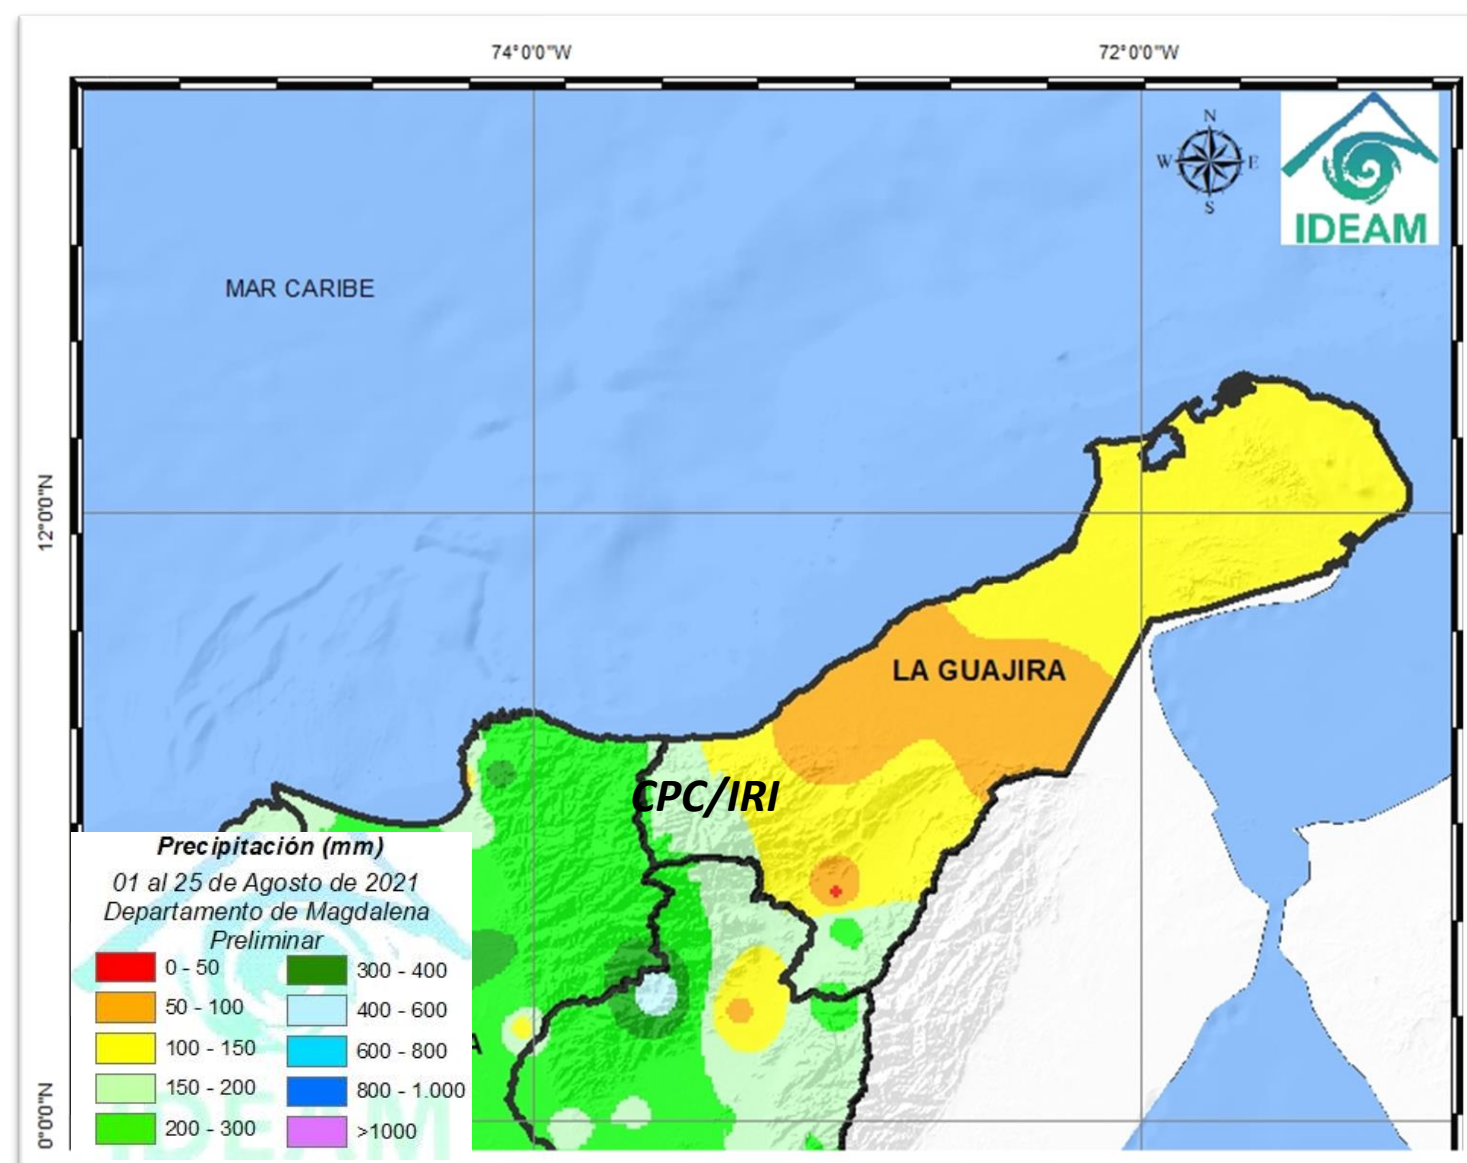 74°0'0"W
72°0'0"W
N
W E
S
IDEAM
MAR CARIBE
12°0'0"N
LA GUAJIRA
CPC/IRI
Precipitación (mm)
01 al 25 de Agosto de 2021
Departamento de Magdalena
Preliminar
0 - 50
50 - 100
100 - 150
150 - 200
200 - 300
300 - 400
400 - 600
600 - 800
800 - 1.000
>1000
A
0°0'0"N
IDEAM